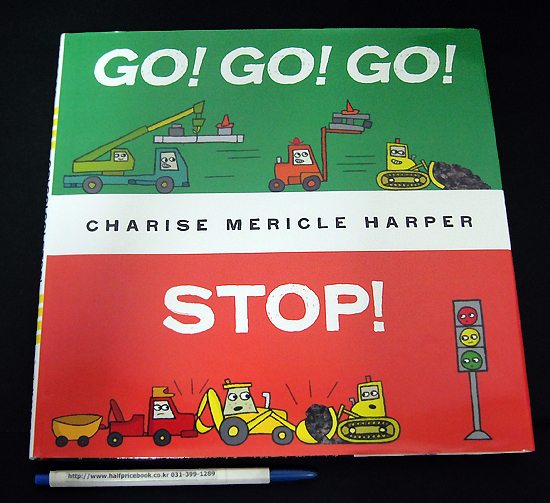 GO! GO! GO!
CHARISE MERICLE HARPER
STOP!
http://www.halfpricebook.co.kr 031-399-1289